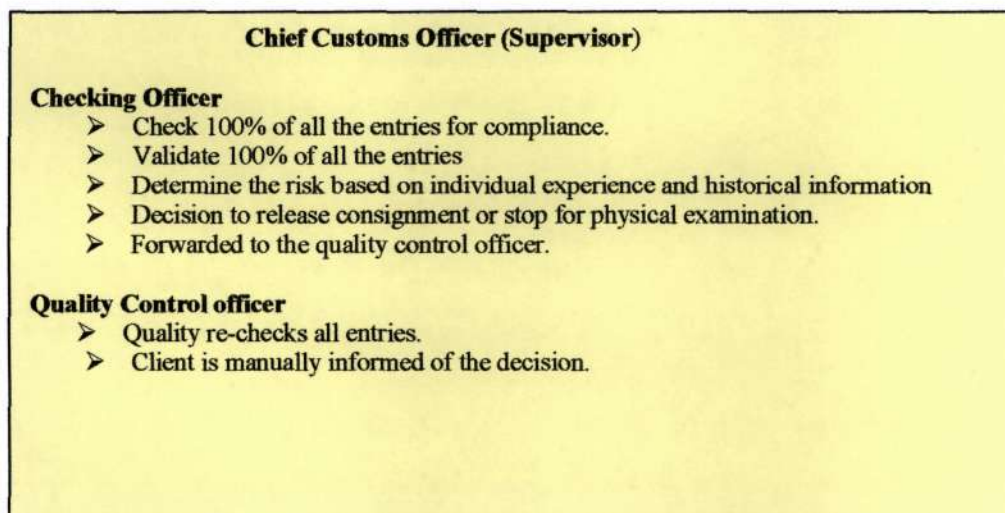 Chief Customs Officer (Supervisor)
Checking Officer
➤ Check 100% of all the entries for compliance.
➤ Validate 100% of all the entries
➤ Determine the risk based on individual experience and historical information
➤ Decision to release consignment or stop for physical examination.
➤ Forwarded to the quality control officer.
Quality Control officer
➤ Quality re-checks all entries.
➤ Client is manually informed of the decision.